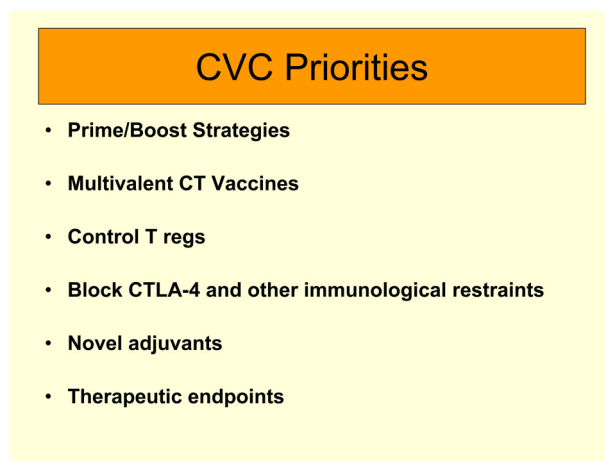 CVC Priorities
• Prime/Boost Strategies
• Multivalent CT Vaccines
• Control T regs
• Block CTLA-4 and other immunological restraints
• Novel adjuvants
• Therapeutic endpoints